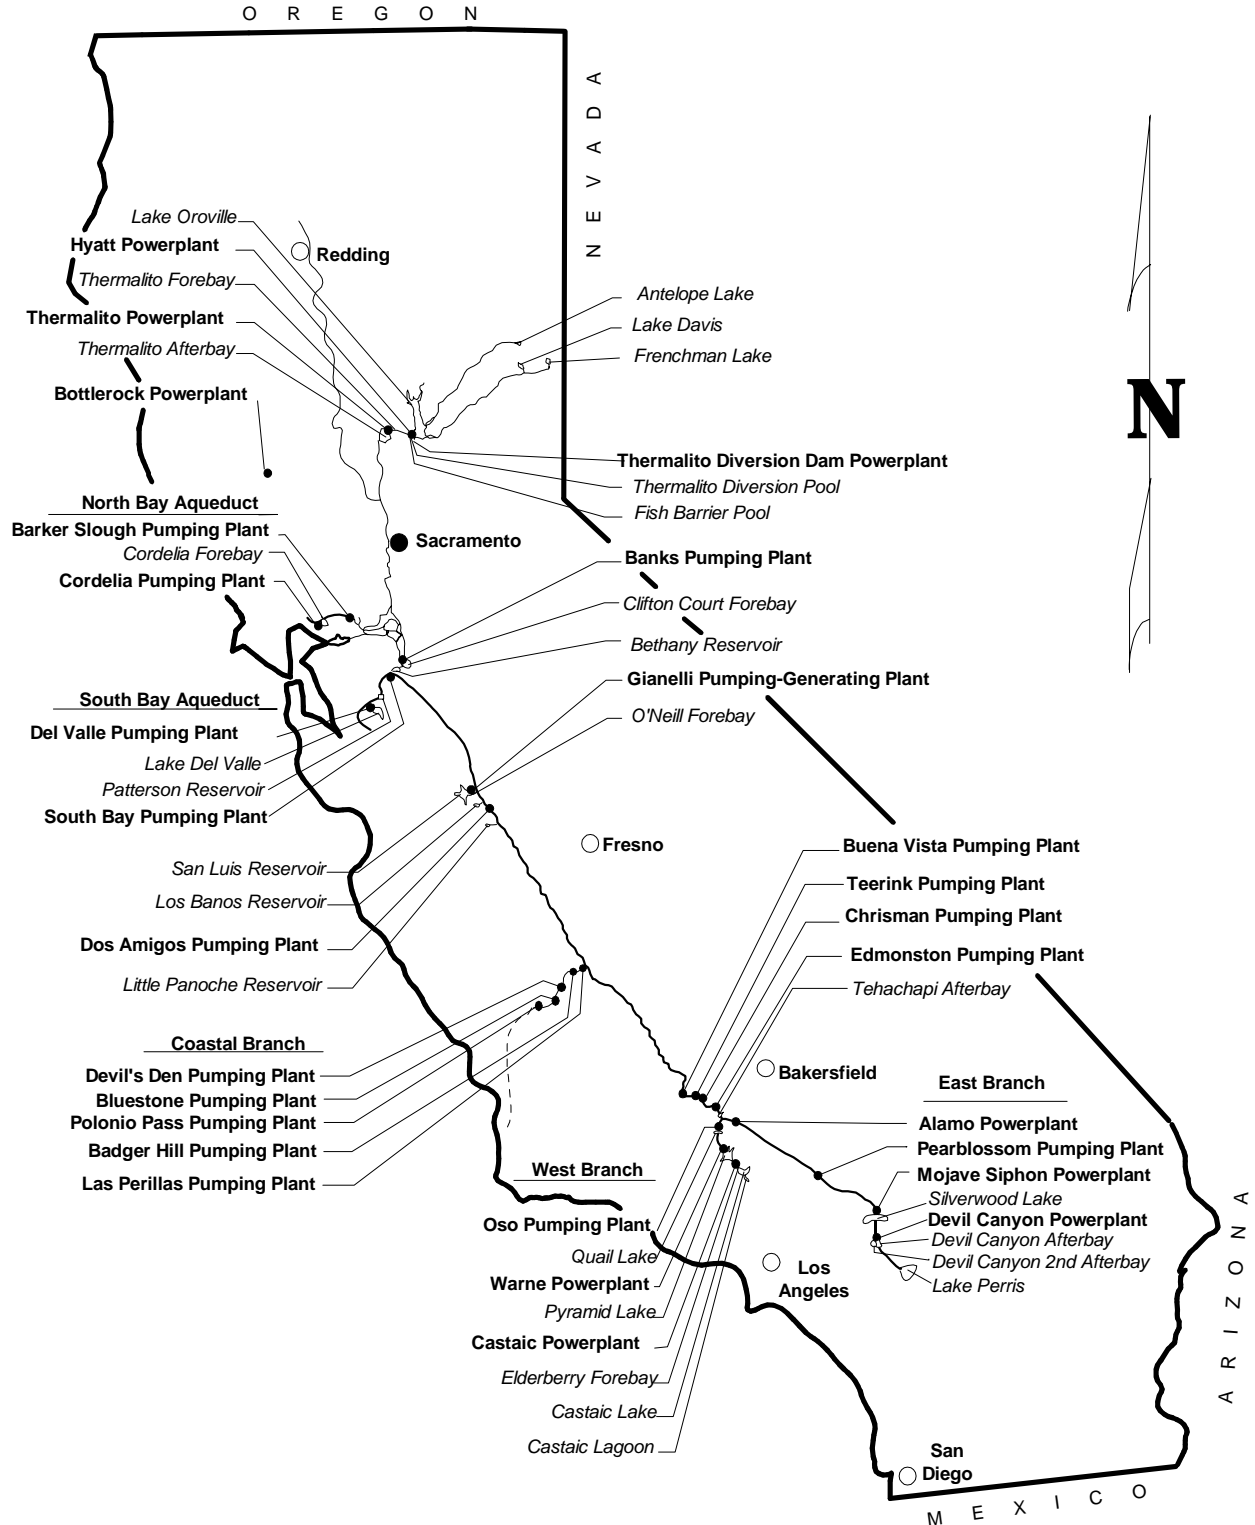 O R E G O N
N E V A D A
Lake Oroville
Hyatt Powerplant
Redding
Thermalito Forebay
Antelope Lake
Thermalito Powerplant
Lake Davis
Thermalito Afterbay
Frenchman Lake
Bottlerock Powerplant
N
Thermalito Diversion Dam Powerplant
Thermalito Diversion Pool
North Bay Aqueduct
Fish Barrier Pool
Barker Slough Pumping Plant
Sacramento
Cordelia Forebay
Banks Pumping Plant
Cordelia Pumping Plant
Clifton Court Forebay
Bethany Reservoir
Gianelli Pumping-Generating Plant
South Bay Aqueduct
O'Neill Forebay
Del Valle Pumping Plant
Lake Del Valle
Patterson Reservoir
South Bay Pumping Plant
Fresno
Buena Vista Pumping Plant
San Luis Reservoir
Teerink Pumping Plant
Los Banos Reservoir
Chrisman Pumping Plant
Dos Amigos Pumping Plant
Edmonston Pumping Plant
Little Panoche Reservoir
Tehachapi Afterbay
Coastal Branch
Devil's Den Pumping Plant
Bakersfield
East Branch
Bluestone Pumping Plant
Polonio Pass Pumping Plant
Alamo Powerplant
Badger Hill Pumping Plant
Pearblossom Pumping Plant
Las Perillas Pumping Plant
West Branch
Mojave Siphon Powerplant
Silverwood Lake
Oso Pumping Plant
Devil Canyon Powerplant
Devil Canyon Afterbay
Quail Lake
Devil Canyon 2nd Afterbay
Los
Angeles
Warne Powerplant
Lake Perris
Pyramid Lake
Castaic Powerplant
Elderberry Forebay
Castaic Lake
Castaic Lagoon
A R I Z O N A
San
Diego
M E X I C O